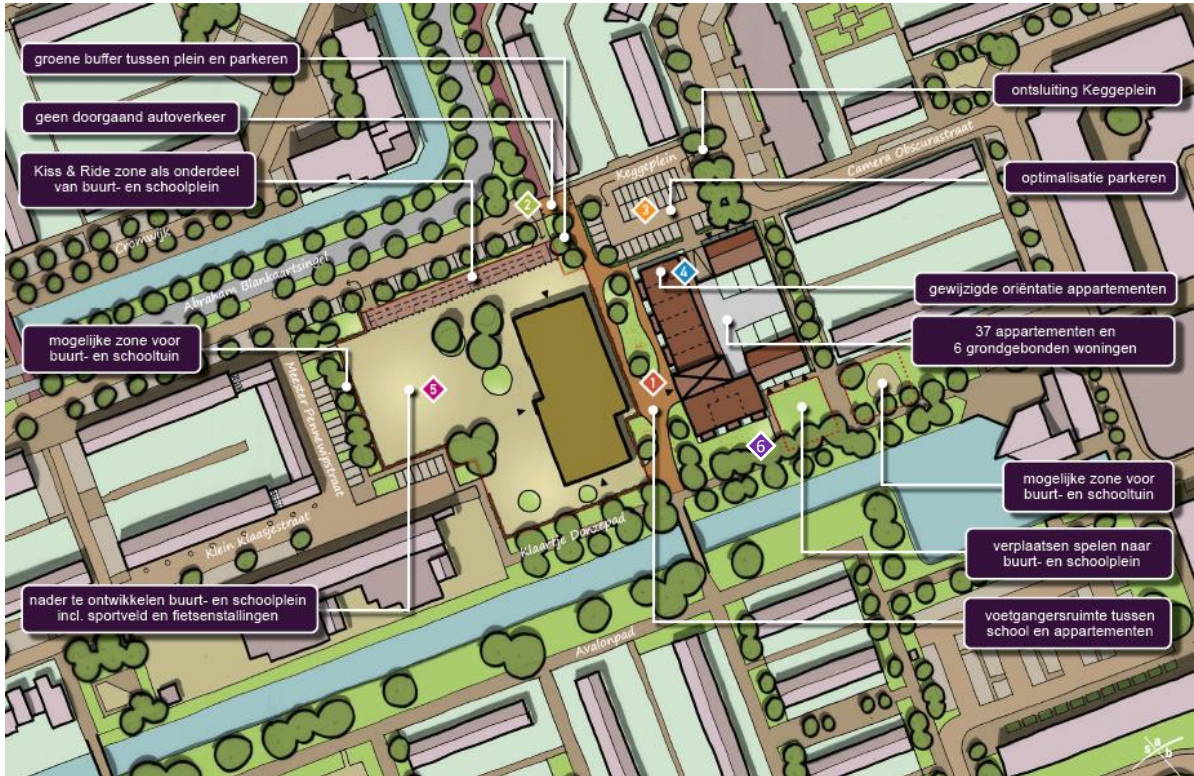 groene buffer tussen plein en parkeren
geen doorgaand autoverkeer
Kiss & Ride zone als onderdeel
van buurt- en schoolplein
mogelijke zone voor
buurt- en schooltuin
nader te ontwikkelen buurt- en schoolplein
incl. sportveld en fietsenstallingen
Cromwijk
Abraham Blankaartsingel
Meester Pennewipstraat
Klein Klaasjestraat
Klaartje Donzepad
Avalonpad
Keggeplein
Camera Obscurastraat
2
3
4
1
5
6
ontsluiting Keggeplein
optimalisatie parkeren
gewijzigde oriëntatie appartementen
37 appartementen en
6 grondgebonden woningen
mogelijke zone voor
buurt- en schooltuin
verplaatsen spelen naar
buurt- en schoolplein
voetgangersruimte tussen
school en appartementen
s a b